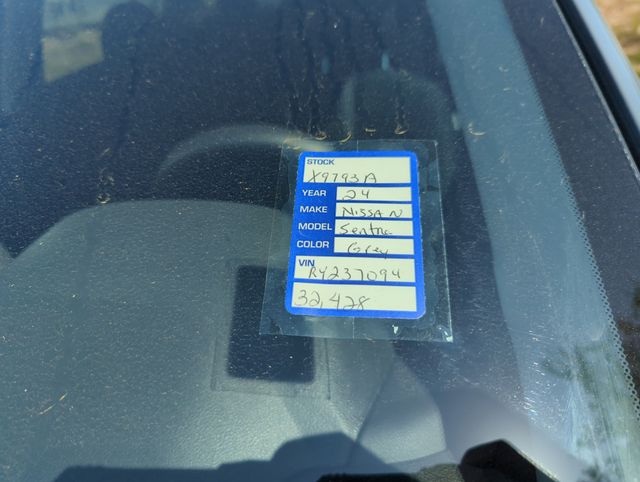 STOCK
X9793A
YEAR 24
MAKE NISSAN
MODEL Sentra
COLOR Grey
VIN
RY237094
32,428